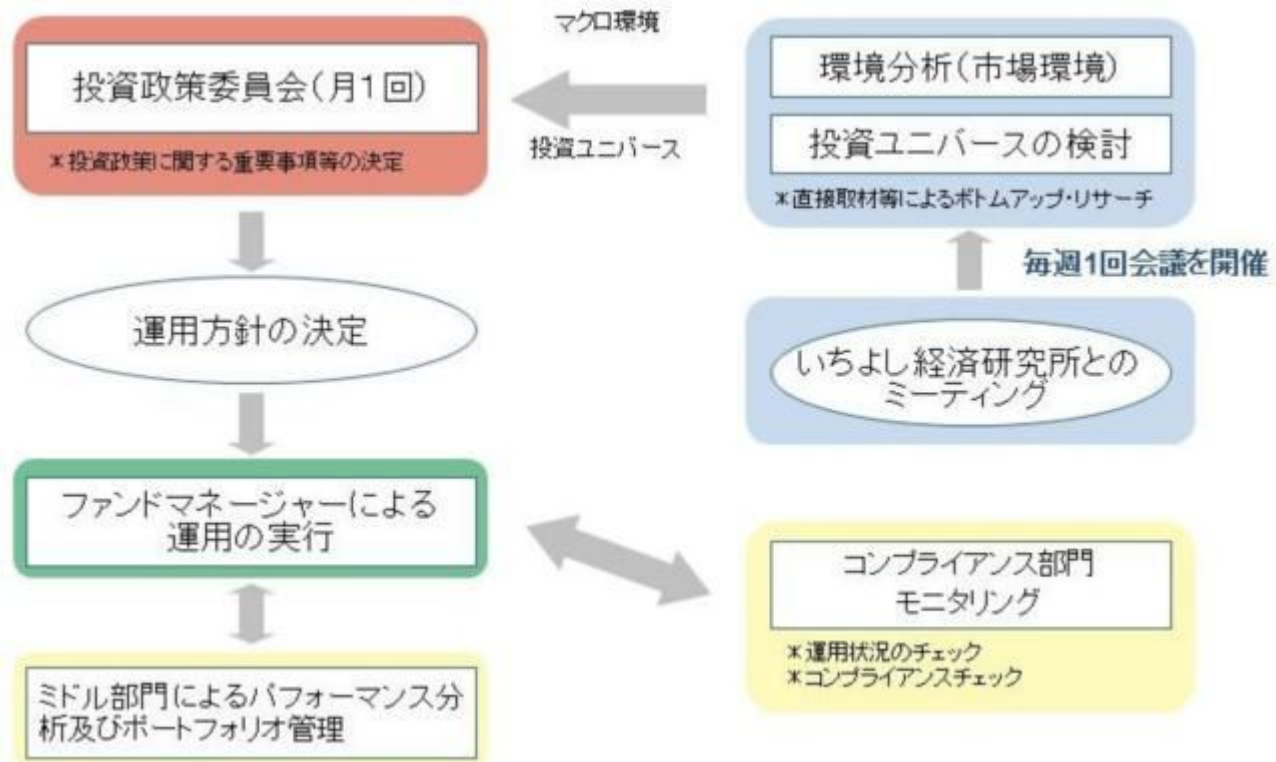 マクロ環境
投資政策委員会(月1回)
*投資政策に関する重要事項等の決定
投資ユニバース
環境分析(市場環境)
投資ユニバースの検討
*直接取材等によるボトムアップ・リサーチ
毎週1回会議を開催
運用方針の決定
いちよし経済研究所との
ミーティング
ファンドマネージャーによる
運用の実行
コンプライアンス部門
モニタリング
*運用状況のチェック
*コンプライアンスチェック
ミドル部門によるパフォーマンス分
析及びポートフォリオ管理